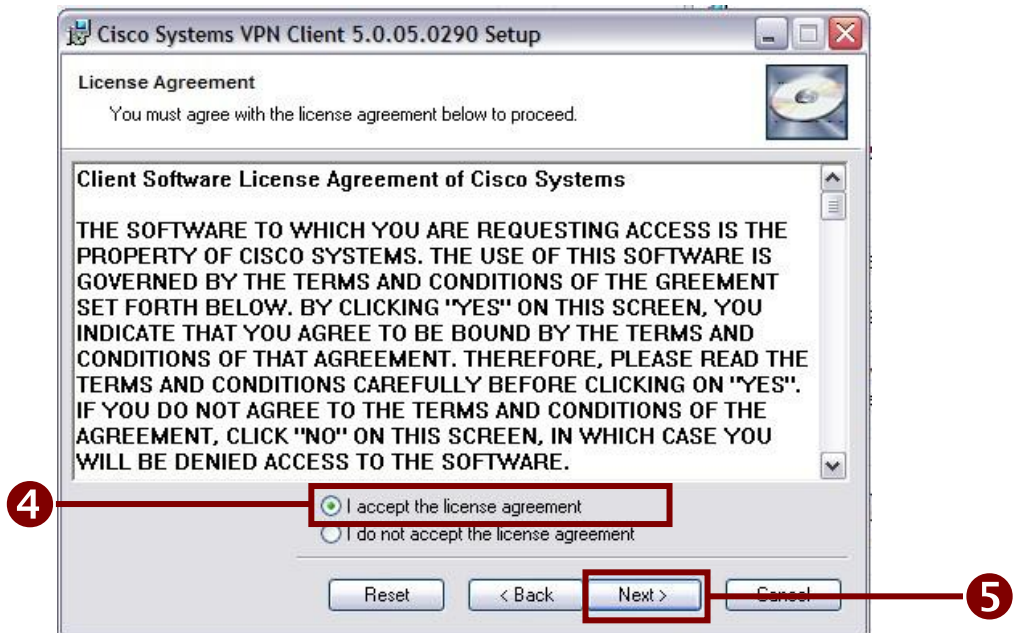 Cisco Systems VPN Client 5.0.05.0290 Setup
License Agreement
You must agree with the license agreement below to proceed.
Client Software License Agreement of Cisco Systems
THE SOFTWARE TO WHICH YOU ARE REQUESTING ACCESS IS THE
PROPERTY OF CISCO SYSTEMS. THE USE OF THIS SOFTWARE IS
GOVERNED BY THE TERMS AND CONDITIONS OF THE GREEMENT
SET FORTH BELOW. BY CLICKING "YES" ON THIS SCREEN, YOU
INDICATE THAT YOU AGREE TO BE BOUND BY THE TERMS AND
CONDITIONS OF THAT AGREEMENT. THEREFORE, PLEASE READ THE
TERMS AND CONDITIONS CAREFULLY BEFORE CLICKING ON "YES".
IF YOU DO NOT AGREE TO THE TERMS AND CONDITIONS OF THE
AGREEMENT, CLICK "NO" ON THIS SCREEN, IN WHICH CASE YOU
WILL BE DENIED ACCESS TO THE SOFTWARE.
4 I accept the license agreement
I do not accept the license agreement
Reset < Back Next > Cancel 5